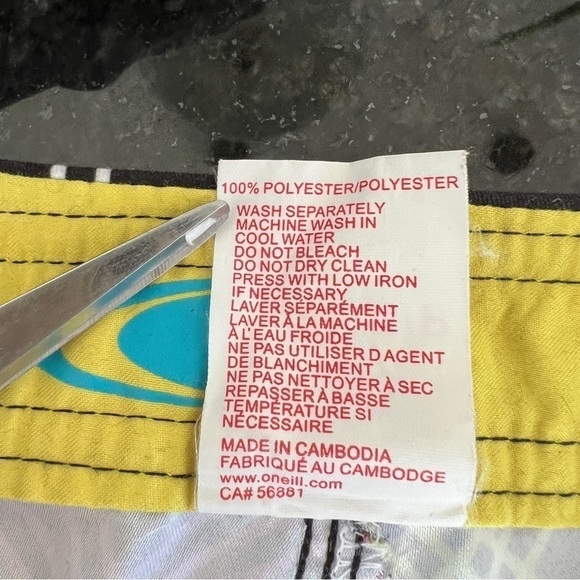 100% POLYESTER/POLYESTER
WASH SEPARATELY
MACHINE WASH IN
COOL WATER
DO NOT BLEACH
DO NOT DRY CLEAN
PRESS WITH LOW IRON
IF NECESSARY
LAVER SÉPARÉMENT
LAVER À LA MACHINE
À L'EAU FROIDE
NE PAS UTILISER D AGENT
DE BLANCHIMENT
NE PAS NETTOYER À SEC
REPASSER À BASSE
TEMPÉRATURE SI
NÉCESSAIRE
MADE IN CAMBODIA
FABRIQUÉ AU CAMBODGE
www.oneill.com
CA# 56881